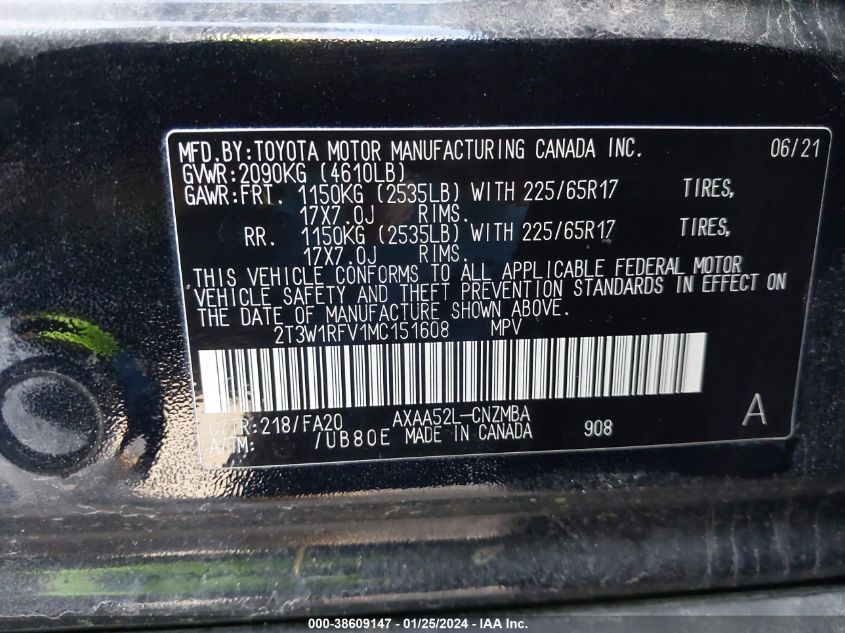 MFD.BY:TOYOTA MOTOR MANUFACTURING CANADA INC. 06/21
GVWR:2090KG (4610LB)
GAWR:FRT. 1150KG (2535LB) WITH 225/65R17 TIRES,
17X7.0J RIMS.
RR. 1150KG (2535LB) WITH 225/65R17 TIRES,
17X7.0J RIMS.
THIS VEHICLE CONFORMS TO ALL APPLICABLE FEDERAL MOTOR
VEHICLE SAFETY AND THEFT PREVENTION STANDARDS IN EFFECT ON
THE DATE OF MANUFACTURE SHOWN ABOVE.
2T3W1RFV1MC151608 MPV
C/TR:218/FA20 AXAA52L-CNZMBA A
A/TM: /UB80E MADE IN CANADA 908
000-38609147 - 01/25/2024 - IAA Inc.